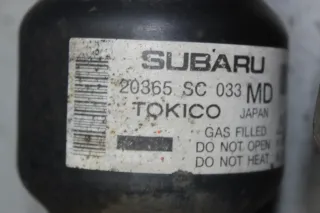 SUBARU
20365 SC 033 MD
TOKICO JAPAN
GAS FILLED
DO NOT OPEN
DO NOT HEAT